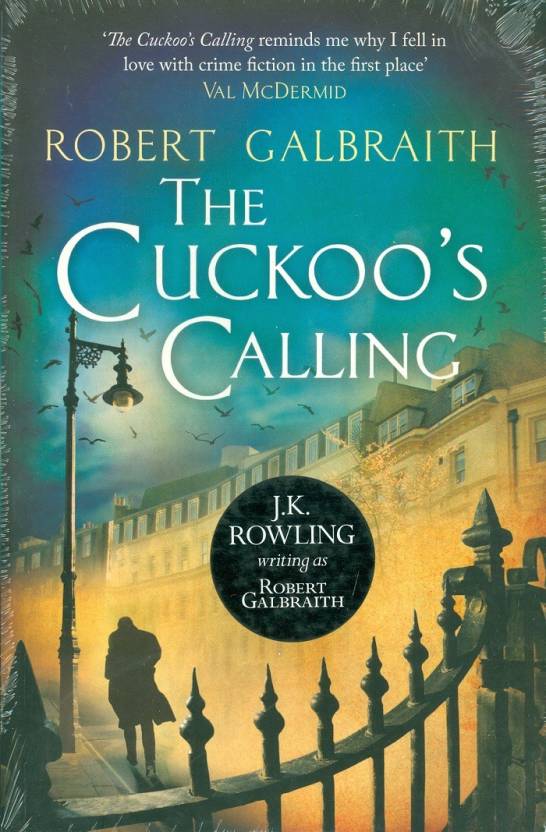 ‘The Cuckoo’s Calling reminds me why I fell in
love with crime fiction in the first place’
VAL MCDERMID
ROBERT GALBRAITH
THE
CUCKOO’S
CALLING
J.K.
ROWLING
writing as
ROBERT
GALBRAITH